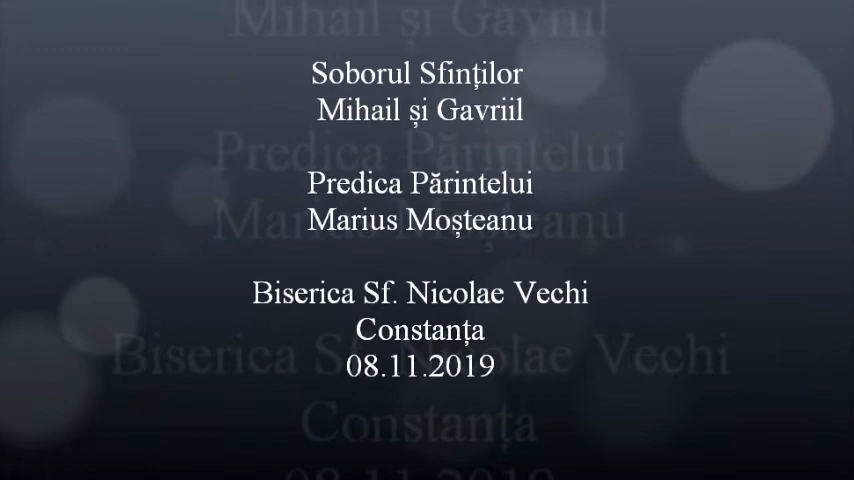 Soborul Sfinților
Mihail și Gavriil
Predica Părintelui
Marius Moșteanu
Biserica Sf. Nicolae Vechi
Constanța
08.11.2019